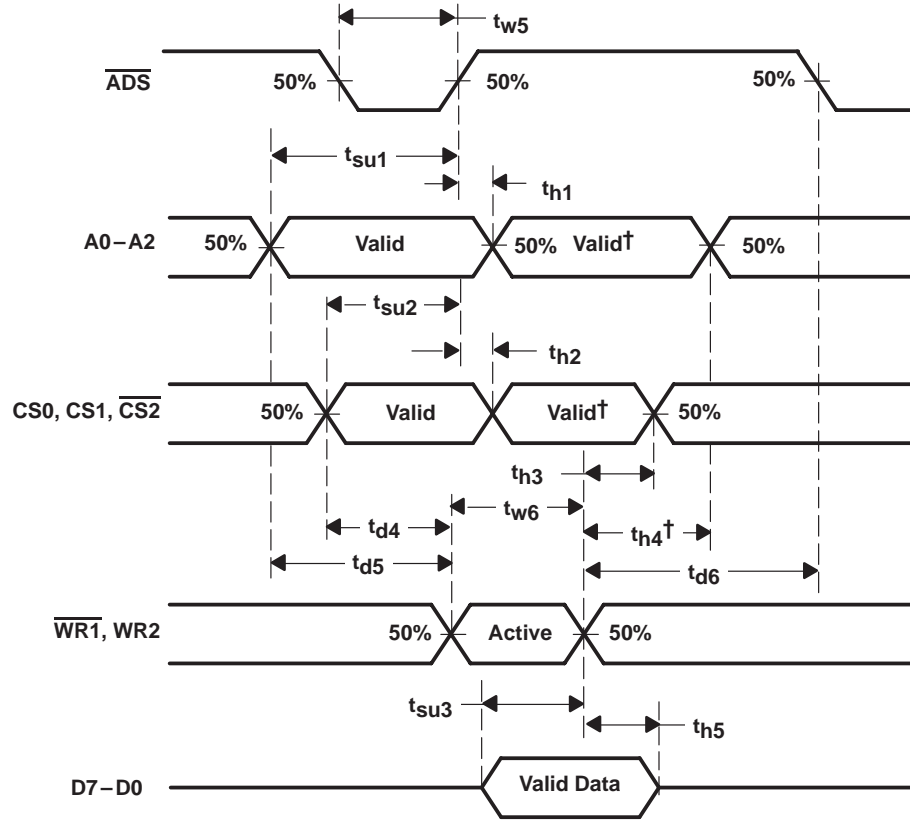 tw5
ADS 50% 50% 50%
tsu1
th1
A0–A2 50% Valid 50% Valid† 50%
tsu2
th2
CS0, CS1, CS2 50% Valid Valid† 50%
th3
tw6
td4 th4†
td5 td6
WR1, WR2 50% Active 50%
tsu3
th5
D7–D0 Valid Data